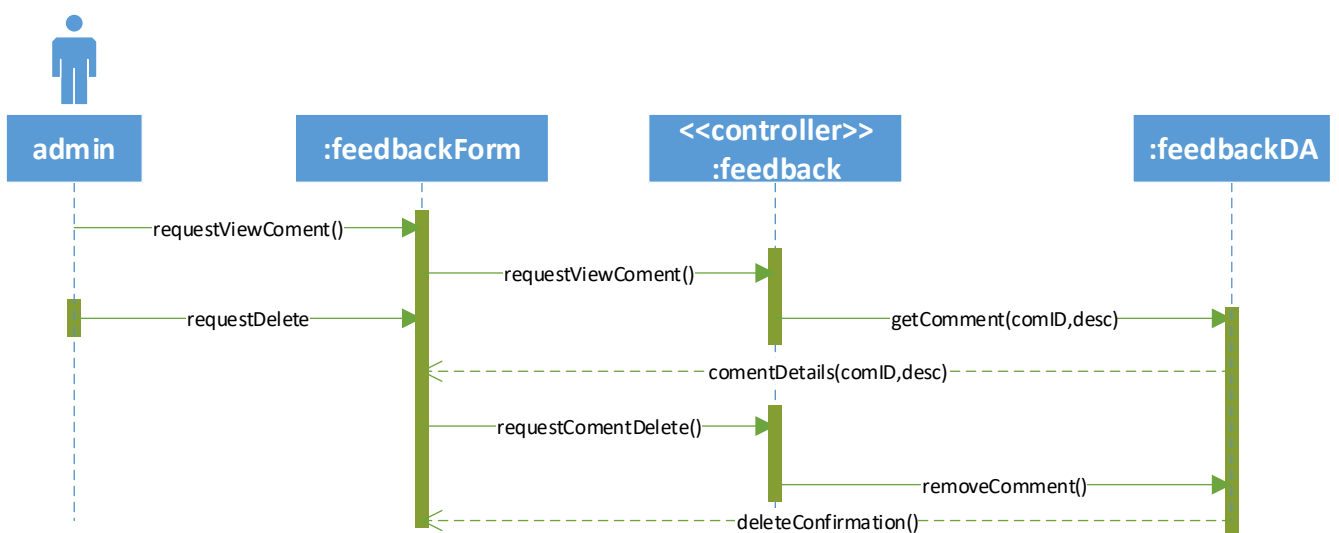 admin
:feedbackForm
<<controller>>
:feedback
:feedbackDA
requestViewComent()
requestViewComent()
requestDelete
getComment(comID,desc)
comentDetails(comID,desc)
requestComentDelete()
removeComment()
deleteConfirmation()